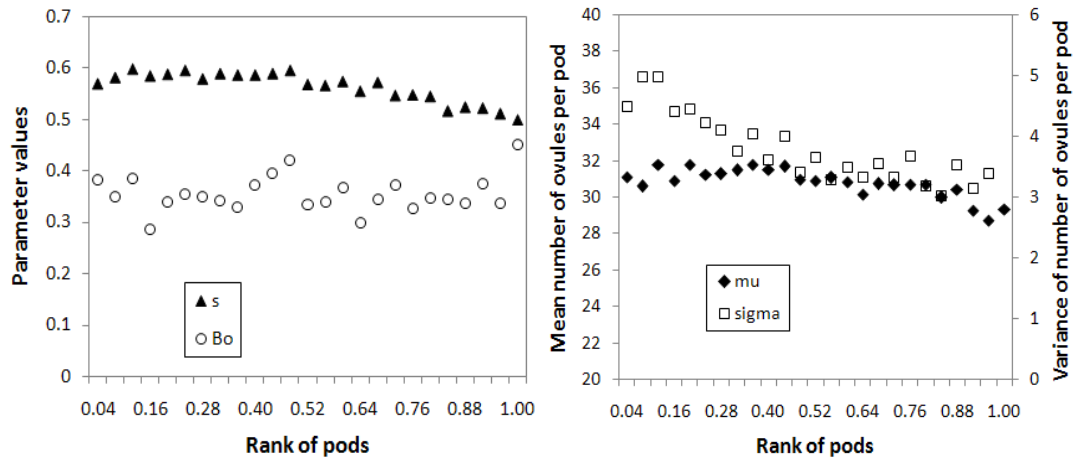 Parameter values
0.7
0.6
0.5
0.4
0.3
0.2
0.1
0
s
Bo
0.04 0.16 0.28 0.40 0.52 0.64 0.76 0.88 1.00
Rank of pods
Mean number of ovules per pod
40
38
36
34
32
30
28
26
24
22
20
mu
sigma
6
5
4
3
2
1
0
Variance of number of ovules per pod
0.04 0.16 0.28 0.40 0.52 0.64 0.76 0.88 1.00
Rank of pods